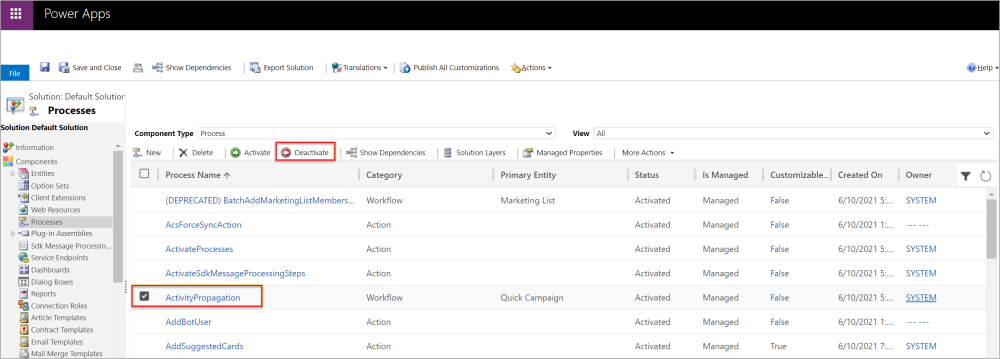 Power Apps
File
Save and Close
Show Dependencies
Export Solution
Translations
Publish All Customizations
Actions
Help
Solution: Default Solution
Processes
Solution Default Solution
Information
Components
Entities
Option Sets
Client Extensions
Web Resources
Processes
Plug-in Assemblies
Sdk Message Processin...
Service Endpoints
Dashboards
Dialog Boxes
Reports
Connection Roles
Article Templates
Contract Templates
Email Templates
Mail Merge Templates
Component Type Process View All
New Delete Activate Deactivate Show Dependencies Solution Layers Managed Properties More Actions
Process Name ↑ Category Primary Entity Status Is Managed Customizable... Created On Owner
(DEPRECATED) BatchAddMarketingListMembers... Workflow Marketing List Activated Managed False 6/10/2021 5:... SYSTEM
AcsForceSyncAction Action Activated Managed False 6/10/2021 1:... --- ---
ActivateProcesses Action Activated Managed False 6/10/2021 5:... SYSTEM
ActivateSdkMessageProcessingSteps Action Activated Managed False 6/10/2021 5:... SYSTEM
ActivityPropagation Workflow Quick Campaign Activated Managed False 6/10/2021 5:... SYSTEM
AddBotUser Action Activated Managed False 6/10/2021 1:... --- ---
AddSuggestedCards Action Activated Managed True 6/10/2021 7:... SYSTEM